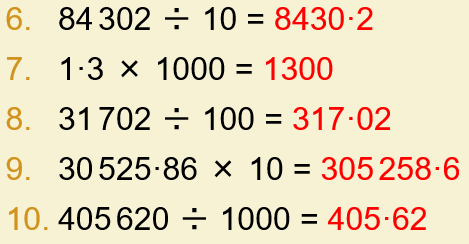 6. 84 302 ÷ 10 = 8430·2
7. 1·3 × 1000 = 1300
8. 31 702 ÷ 100 = 317·02
9. 30 525·86 × 10 = 305 258·6
10. 405 620 ÷ 1000 = 405·62